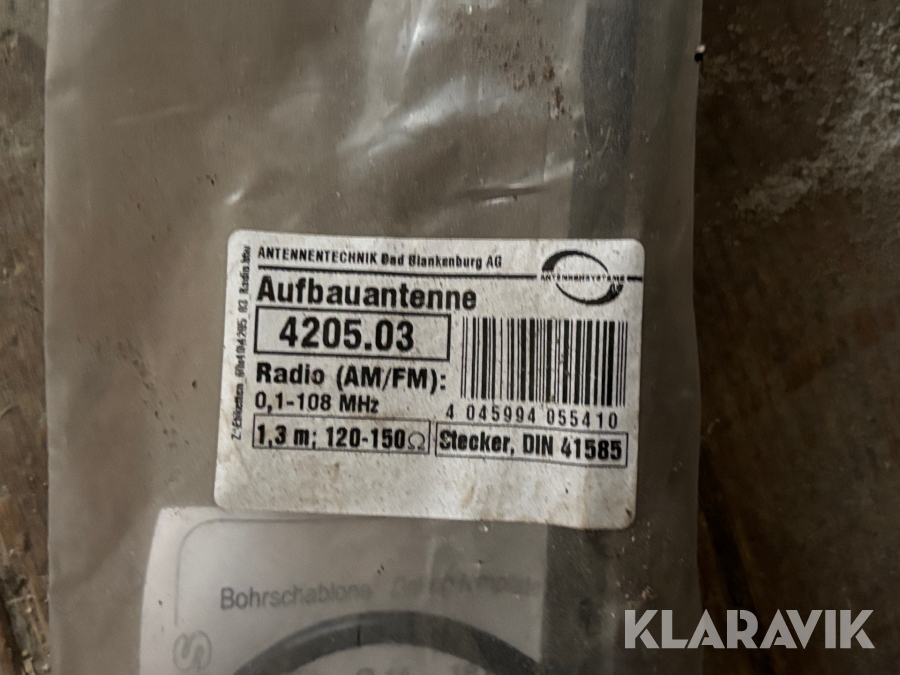 ANTENNENTECHNIK Bad Blankenburg AG
ANTENNENSYSTEME
Aufbauantenne
4205.03
Radio (AM/FM):
0,1-108 MHz
4 045994 055410
1,3 m; 120-150Ω
Stecker, DIN 41585
Bohrschablone
KLARAVIK